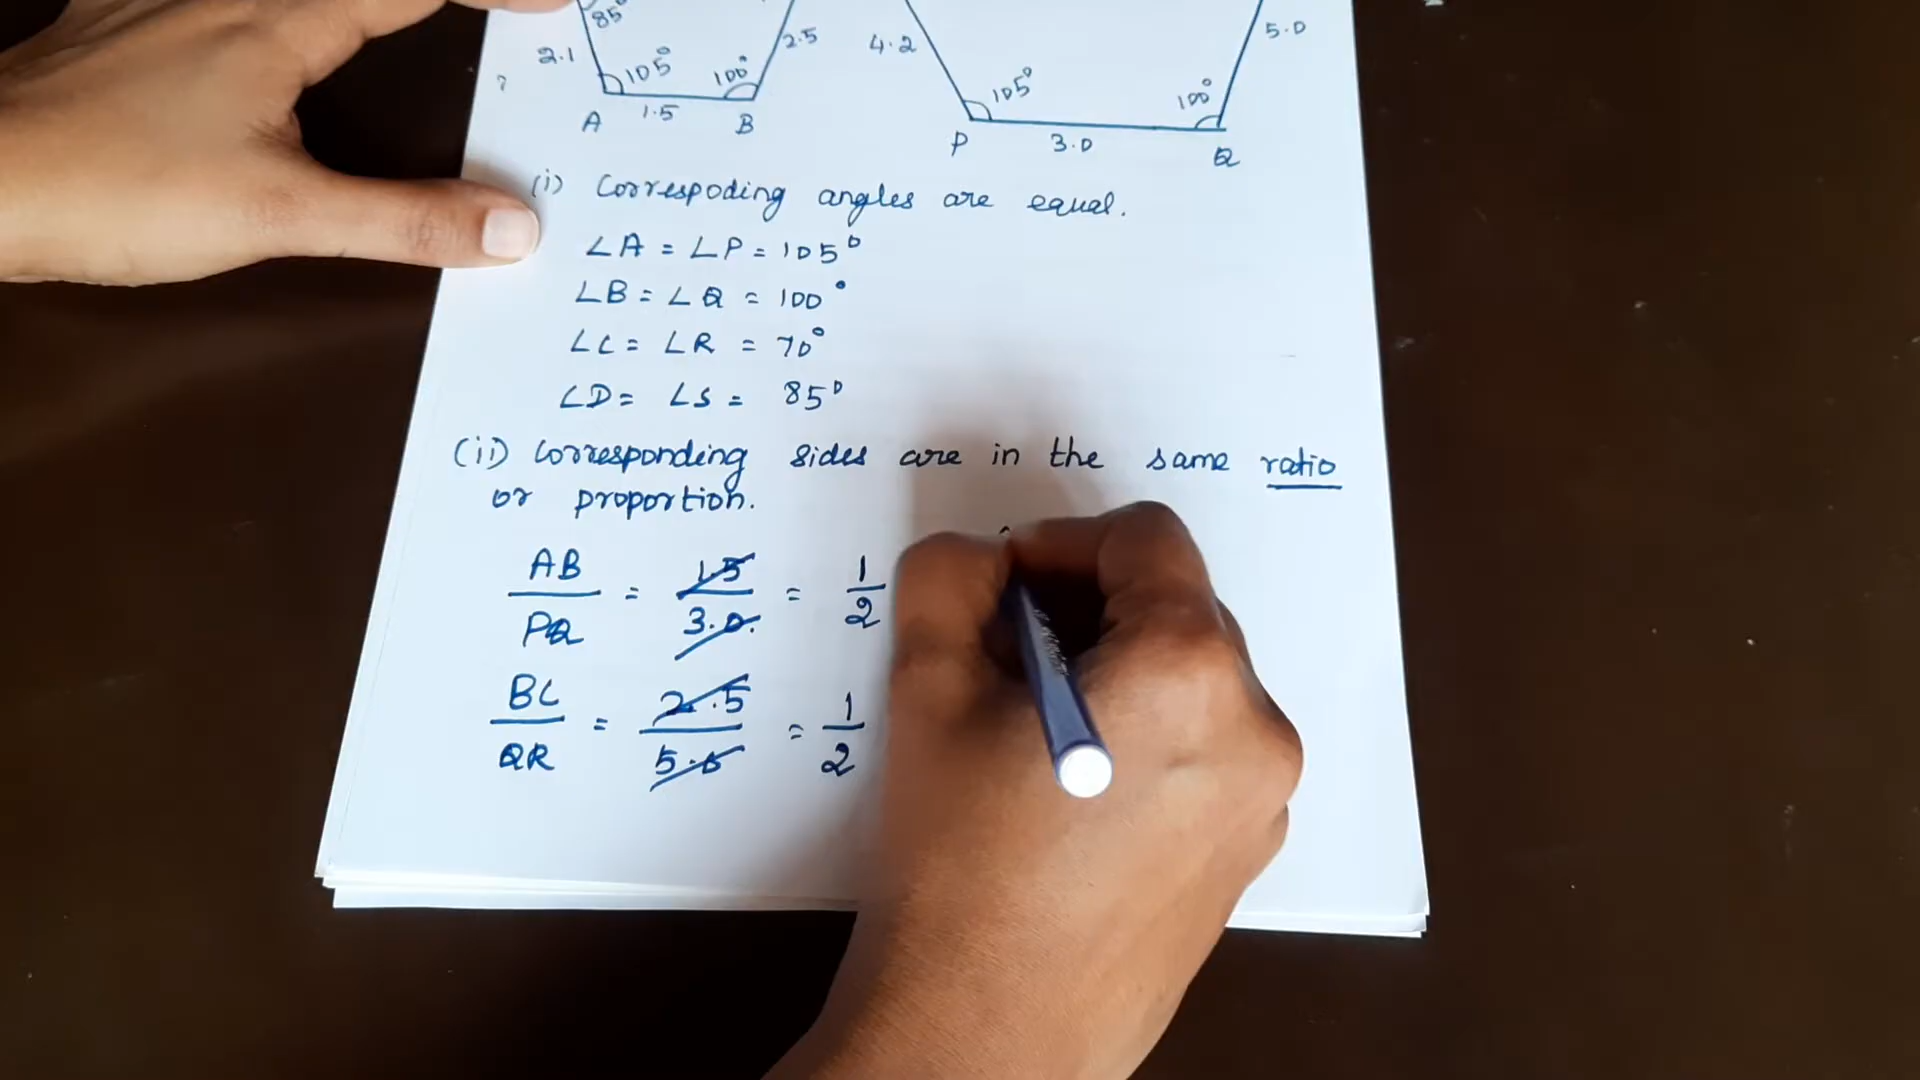 85°
2.1 105° 100° 2.5
A 1.5 B
4.2 105° 100° 5.0
P 3.0 Q
(i) Correspoding angles are equal.
∠A = ∠P = 105°
∠B = ∠Q = 100°
∠C = ∠R = 70°
∠D = ∠S = 85°
(ii) Corresponding sides are in the same ratio
or proportion.
AB/PQ = 1.5/3.0. = 1/2
BC/QR = 2.5/5.0 = 1/2